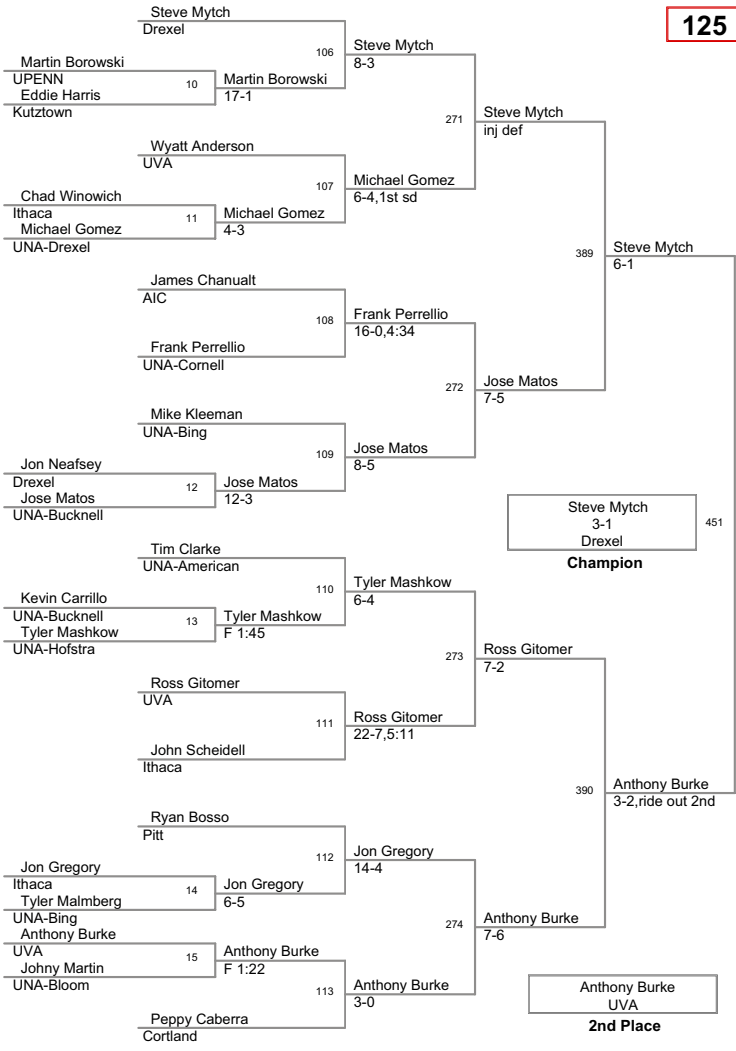 125
Steve Mytch
Drexel
106
Steve Mytch
8-3
Martin Borowski
UPENN
10
Martin Borowski
17-1
Eddie Harris
Kutztown
271
Steve Mytch
inj def
Wyatt Anderson
UVA
107
Michael Gomez
6-4,1st sd
Chad Winowich
Ithaca
11
Michael Gomez
4-3
Michael Gomez
UNA-Drexel
389
Steve Mytch
6-1
James Chanualt
AIC
108
Frank Perrellio
16-0,4:34
Frank Perrellio
UNA-Cornell
272
Jose Matos
7-5
Mike Kleeman
UNA-Bing
109
Jose Matos
8-5
Jon Neafsey
Drexel
12
Jose Matos
12-3
Jose Matos
UNA-Bucknell
Steve Mytch
3-1
Drexel
451
Champion
Tim Clarke
UNA-American
110
Tyler Mashkow
6-4
Kevin Carrillo
UNA-Bucknell
13
Tyler Mashkow
F 1:45
Tyler Mashkow
UNA-Hofstra
273
Ross Gitomer
7-2
Ross Gitomer
UVA
111
Ross Gitomer
22-7,5:11
John Scheidell
Ithaca
390
Anthony Burke
3-2,ride out 2nd
Ryan Bosso
Pitt
112
Jon Gregory
14-4
Jon Gregory
Ithaca
14
Jon Gregory
6-5
Tyler Malmberg
UNA-Bing
274
Anthony Burke
7-6
Anthony Burke
UVA
15
Anthony Burke
F 1:22
Johny Martin
UNA-Bloom
113
Anthony Burke
3-0
Peppy Caberra
Cortland
Anthony Burke
UVA
2nd Place